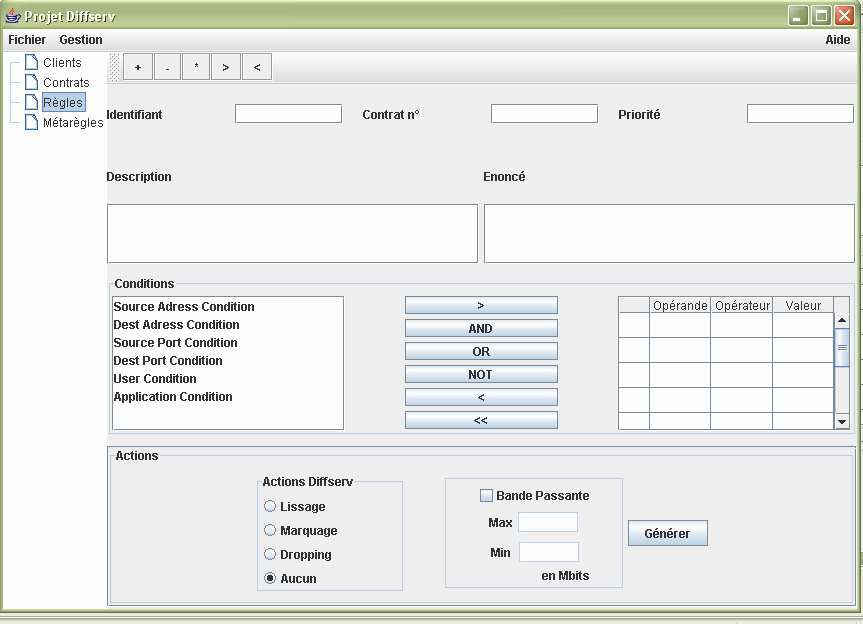 Projet Diffserv
Fichier Gestion Aide
Clients
Contrats
Règles
Métarègles
+ - * > <
Identifiant Contrat n° Priorité
Description Enoncé
Conditions
Source Adress Condition
Dest Adress Condition
Source Port Condition
Dest Port Condition
User Condition
Application Condition
>
AND
OR
NOT
<
<<
Opérande Opérateur Valeur
Actions
Actions Diffserv
Lissage
Marquage
Dropping
Aucun
Bande Passante
Max
Min
en Mbits
Générer